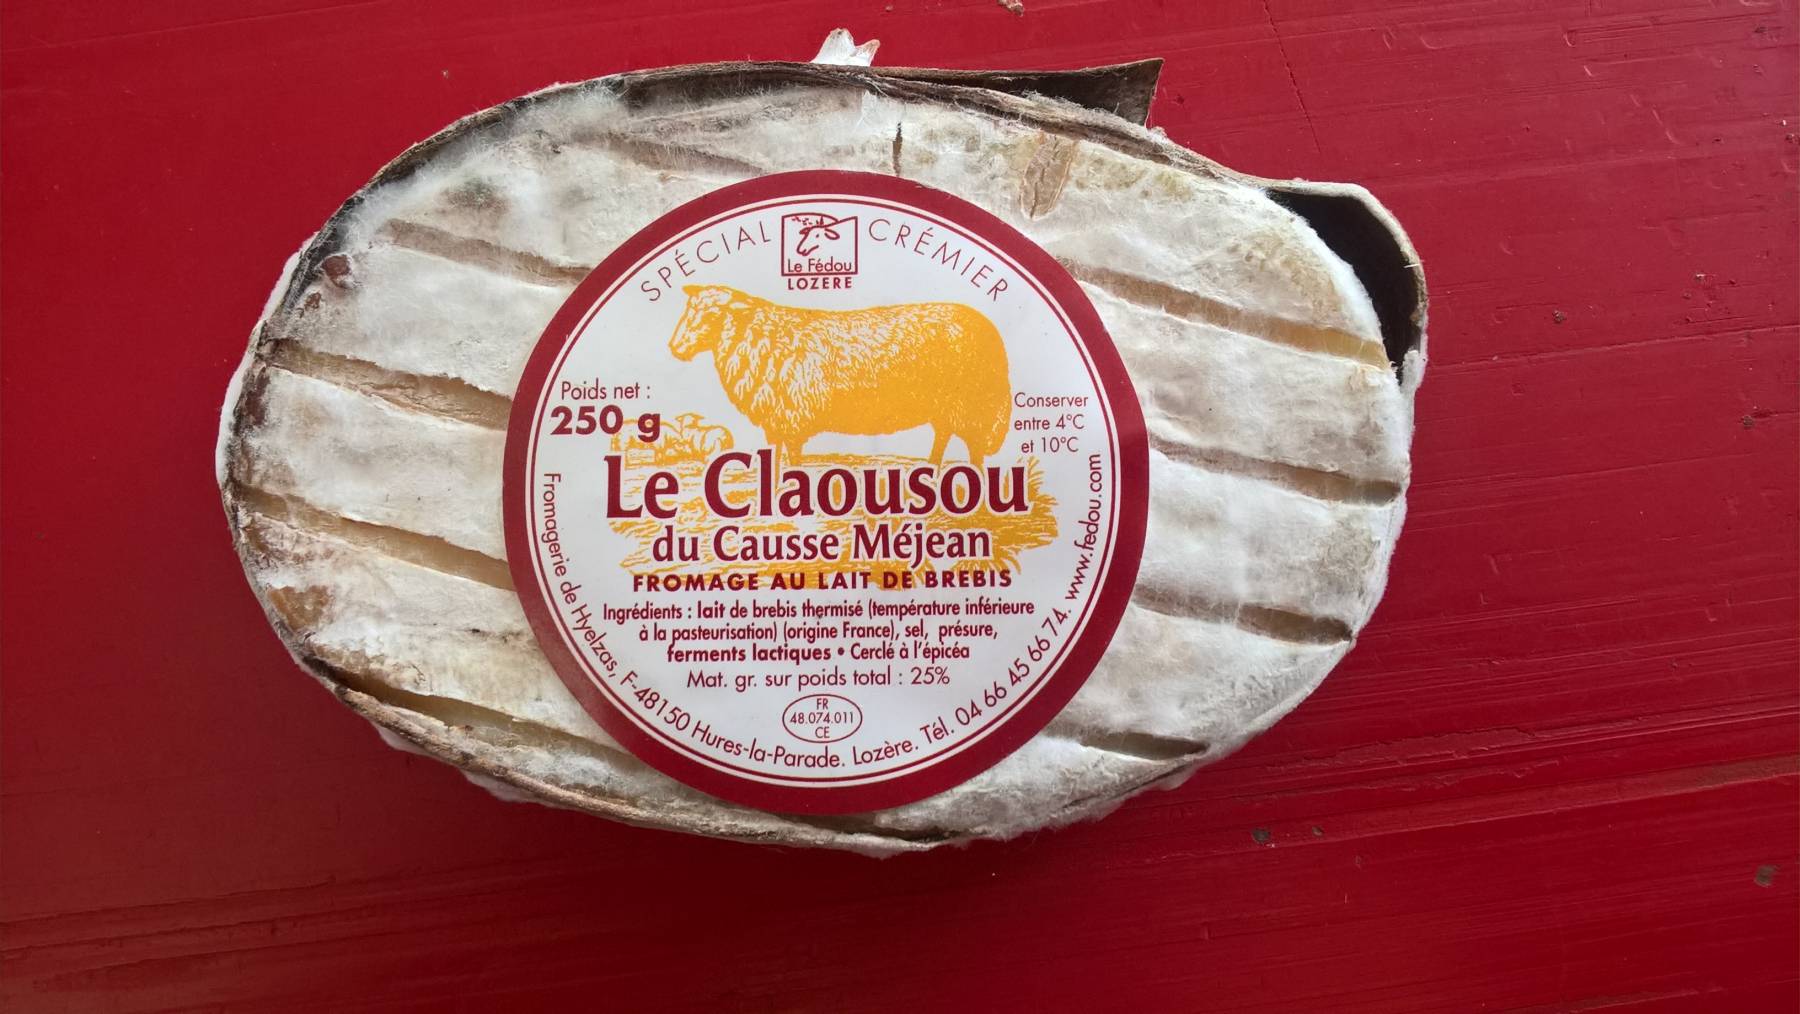 SPÉCIAL CRÉMIER
Le Fédou
LOZERE
Poids net :
250 g
Conserver
entre 4°C
et 10°C
Le Claousou
du Causse Méjean
FROMAGE AU LAIT DE BREBIS
Ingrédients : lait de brebis thermisé (température inférieure
à la pasteurisation) (origine France), sel, présure,
ferments lactiques • Cerclé à l'épicéa
Mat. gr. sur poids total : 25%
FR
48.074.011
CE
Fromagerie de Hyelzas, F-48150 Hures-la-Parade. Lozère. Tél. 04 66 45 66 74. www.fedou.com